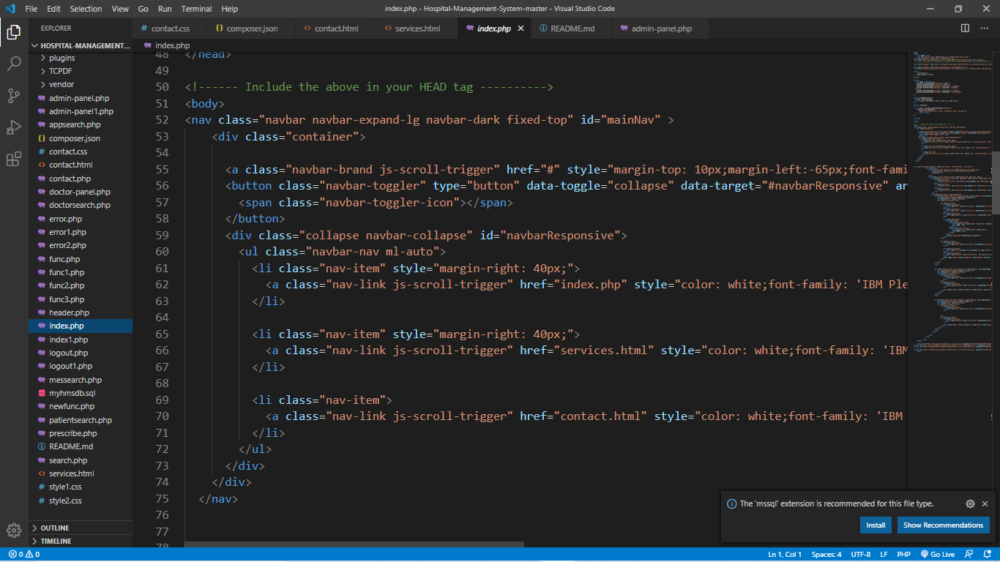 File Edit Selection View Go Run Terminal Help
index.php - Hospital-Management-System-master - Visual Studio Code
EXPLORER
contact.css
composer.json
contact.html
services.html
index.php
README.md
admin-panel.php
HOSPITAL-MANAGEMENT...
index.php
plugins
TCPDF
vendor
admin-panel.php
admin-panel1.php
appsearch.php
composer.json
contact.css
contact.html
contact.php
doctor-panel.php
doctorsearch.php
error.php
error1.php
error2.php
func.php
func1.php
func2.php
func3.php
header.php
index.php
index1.php
logout.php
logout1.php
messearch.php
myhmsdb.sql
newfunc.php
patientsearch.php
prescribe.php
README.md
search.php
services.html
style1.css
style2.css
OUTLINE
TIMELINE
48 </head>
49
50 <!------ Include the above in your HEAD tag ---------->
51 <body>
52 <nav class="navbar navbar-expand-lg navbar-dark fixed-top" id="mainNav" >
53 <div class="container">
54
55 <a class="navbar-brand js-scroll-trigger" href="#" style="margin-top: 10px;margin-left:-65px;font-fami
56 <button class="navbar-toggler" type="button" data-toggle="collapse" data-target="#navbarResponsive" ar
57 <span class="navbar-toggler-icon"></span>
58 </button>
59 <div class="collapse navbar-collapse" id="navbarResponsive">
60 <ul class="navbar-nav ml-auto">
61 <li class="nav-item" style="margin-right: 40px;">
62 <a class="nav-link js-scroll-trigger" href="index.php" style="color: white;font-family: 'IBM Ple
63 </li>
64
65 <li class="nav-item" style="margin-right: 40px;">
66 <a class="nav-link js-scroll-trigger" href="services.html" style="color: white;font-family: 'IBM
67 </li>
68
69 <li class="nav-item">
70 <a class="nav-link js-scroll-trigger" href="contact.html" style="color: white;font-family: 'IBM
71 </li>
72 </ul>
73 </div>
74 </div>
75 </nav>
76
77
78
The 'mssql' extension is recommended for this file type.
Install
Show Recommendations
0 0
Ln 1, Col 1 Spaces: 4 UTF-8 LF PHP Go Live